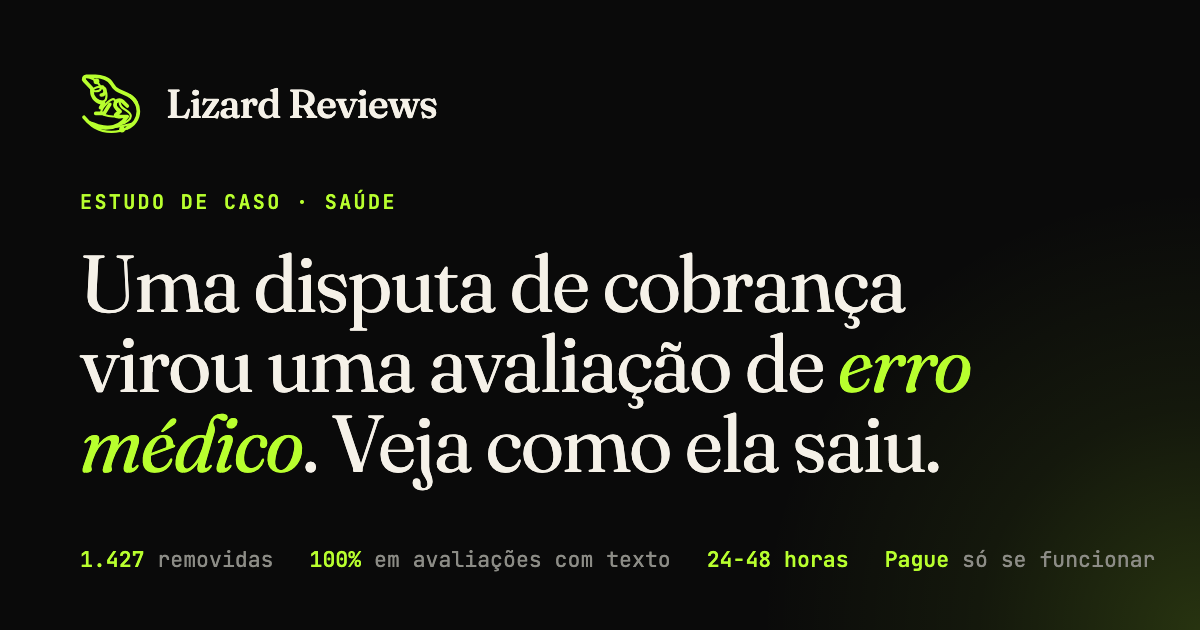 Lizard Reviews
ESTUDO DE CASO · SAÚDE
Uma disputa de cobrança
virou uma avaliação de erro
médico. Veja como ela saiu.
1.427 removidas 100% em avaliações com texto 24-48 horas Pague só se funcionar